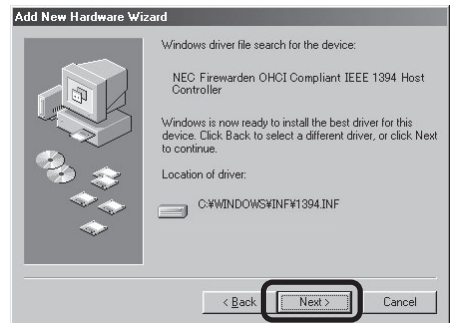 Add New Hardware Wizard
Windows driver file search for the device:
NEC Firewarden OHCI Compliant IEEE 1394 Host
Controller
Windows is now ready to install the best driver for this
device. Click Back to select a different driver, or click Next
to continue.
Location of driver:
C:¥WINDOWS¥INF¥1394.INF
< Back
Next >
Cancel